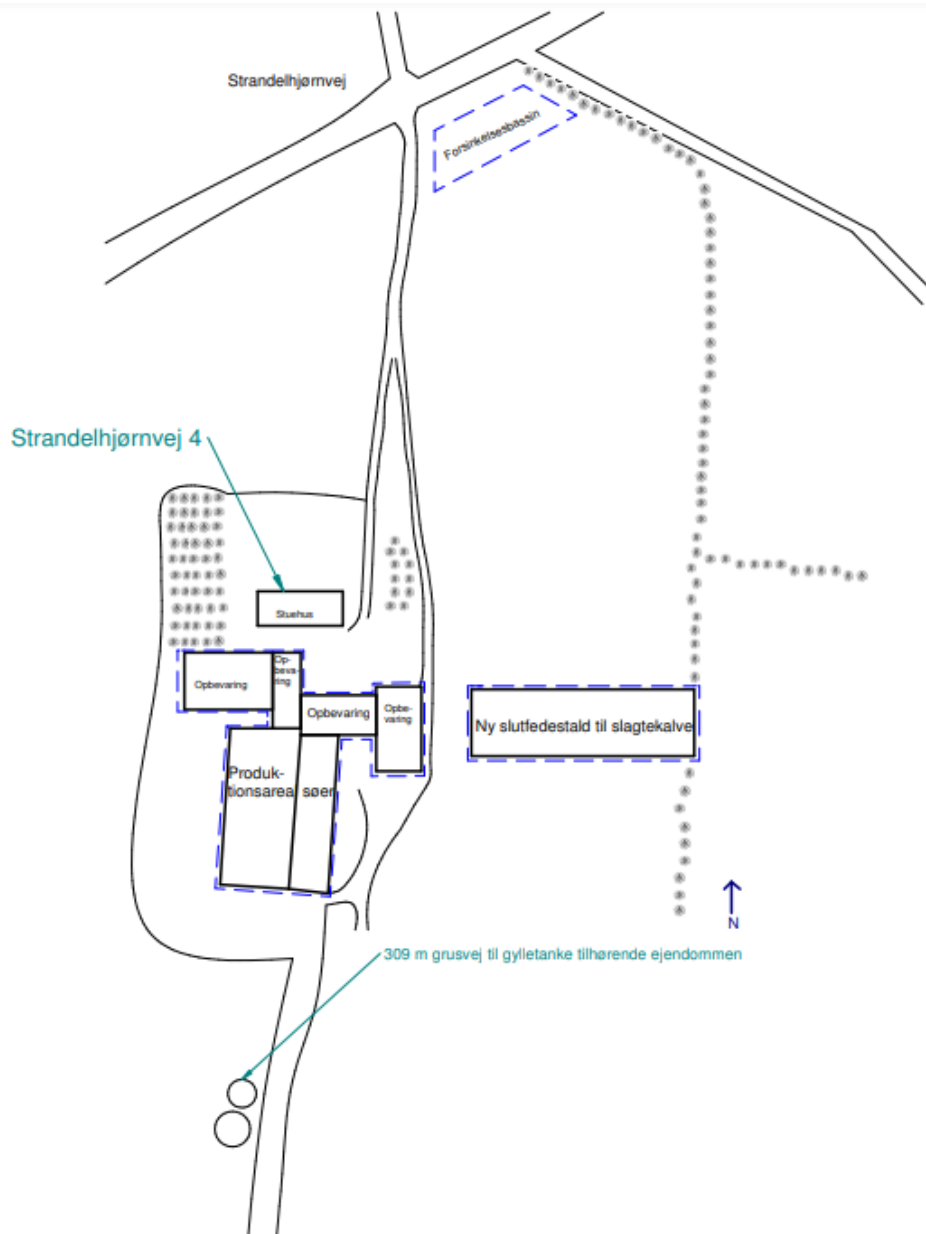 Strandelhjørnvej
Forsinkelsesbassin
Strandelhjørnvej 4
Stuehus
Opbevaring
Op-
beva-
ring
Opbevaring
Opbe-
varing
Ny slutfedestald til slagtekalve
Produk-
tionsareal søer
N
309 m grusvej til gylletanke tilhørende ejendommen